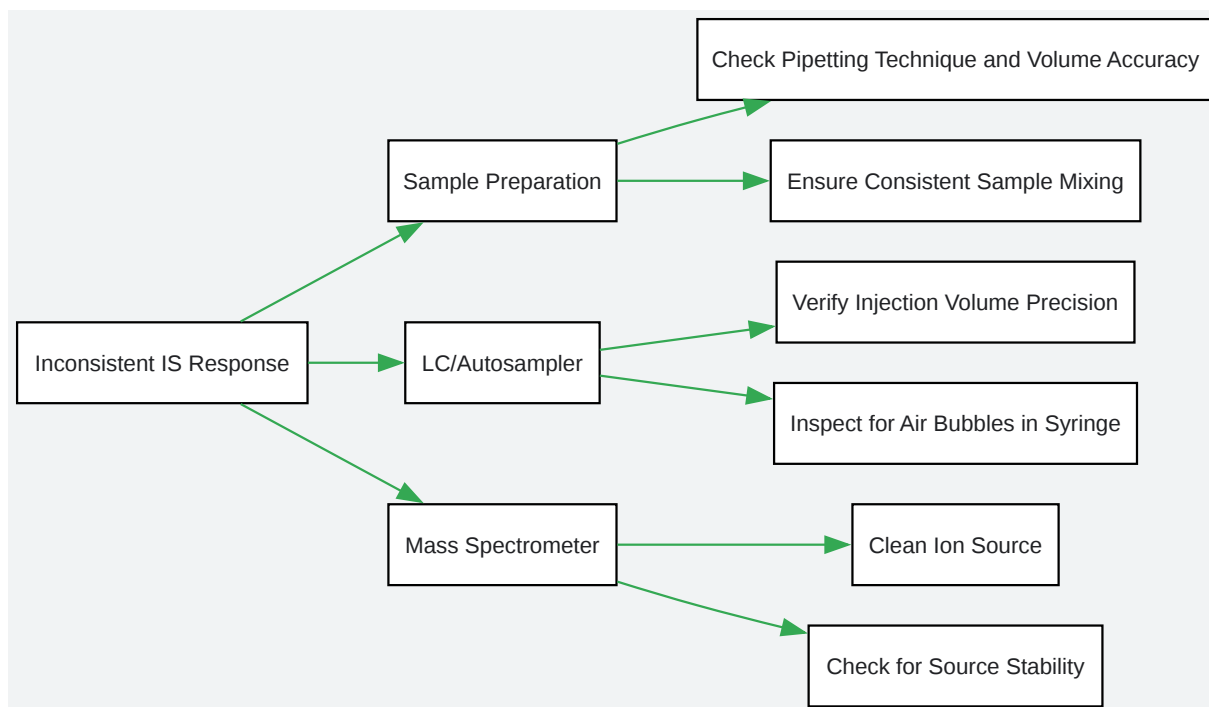 Check Pipetting Technique and Volume Accuracy
Sample Preparation
Ensure Consistent Sample Mixing
Verify Injection Volume Precision
Inconsistent IS Response
LC/Autosampler
Inspect for Air Bubbles in Syringe
Mass Spectrometer
Clean Ion Source
Check for Source Stability